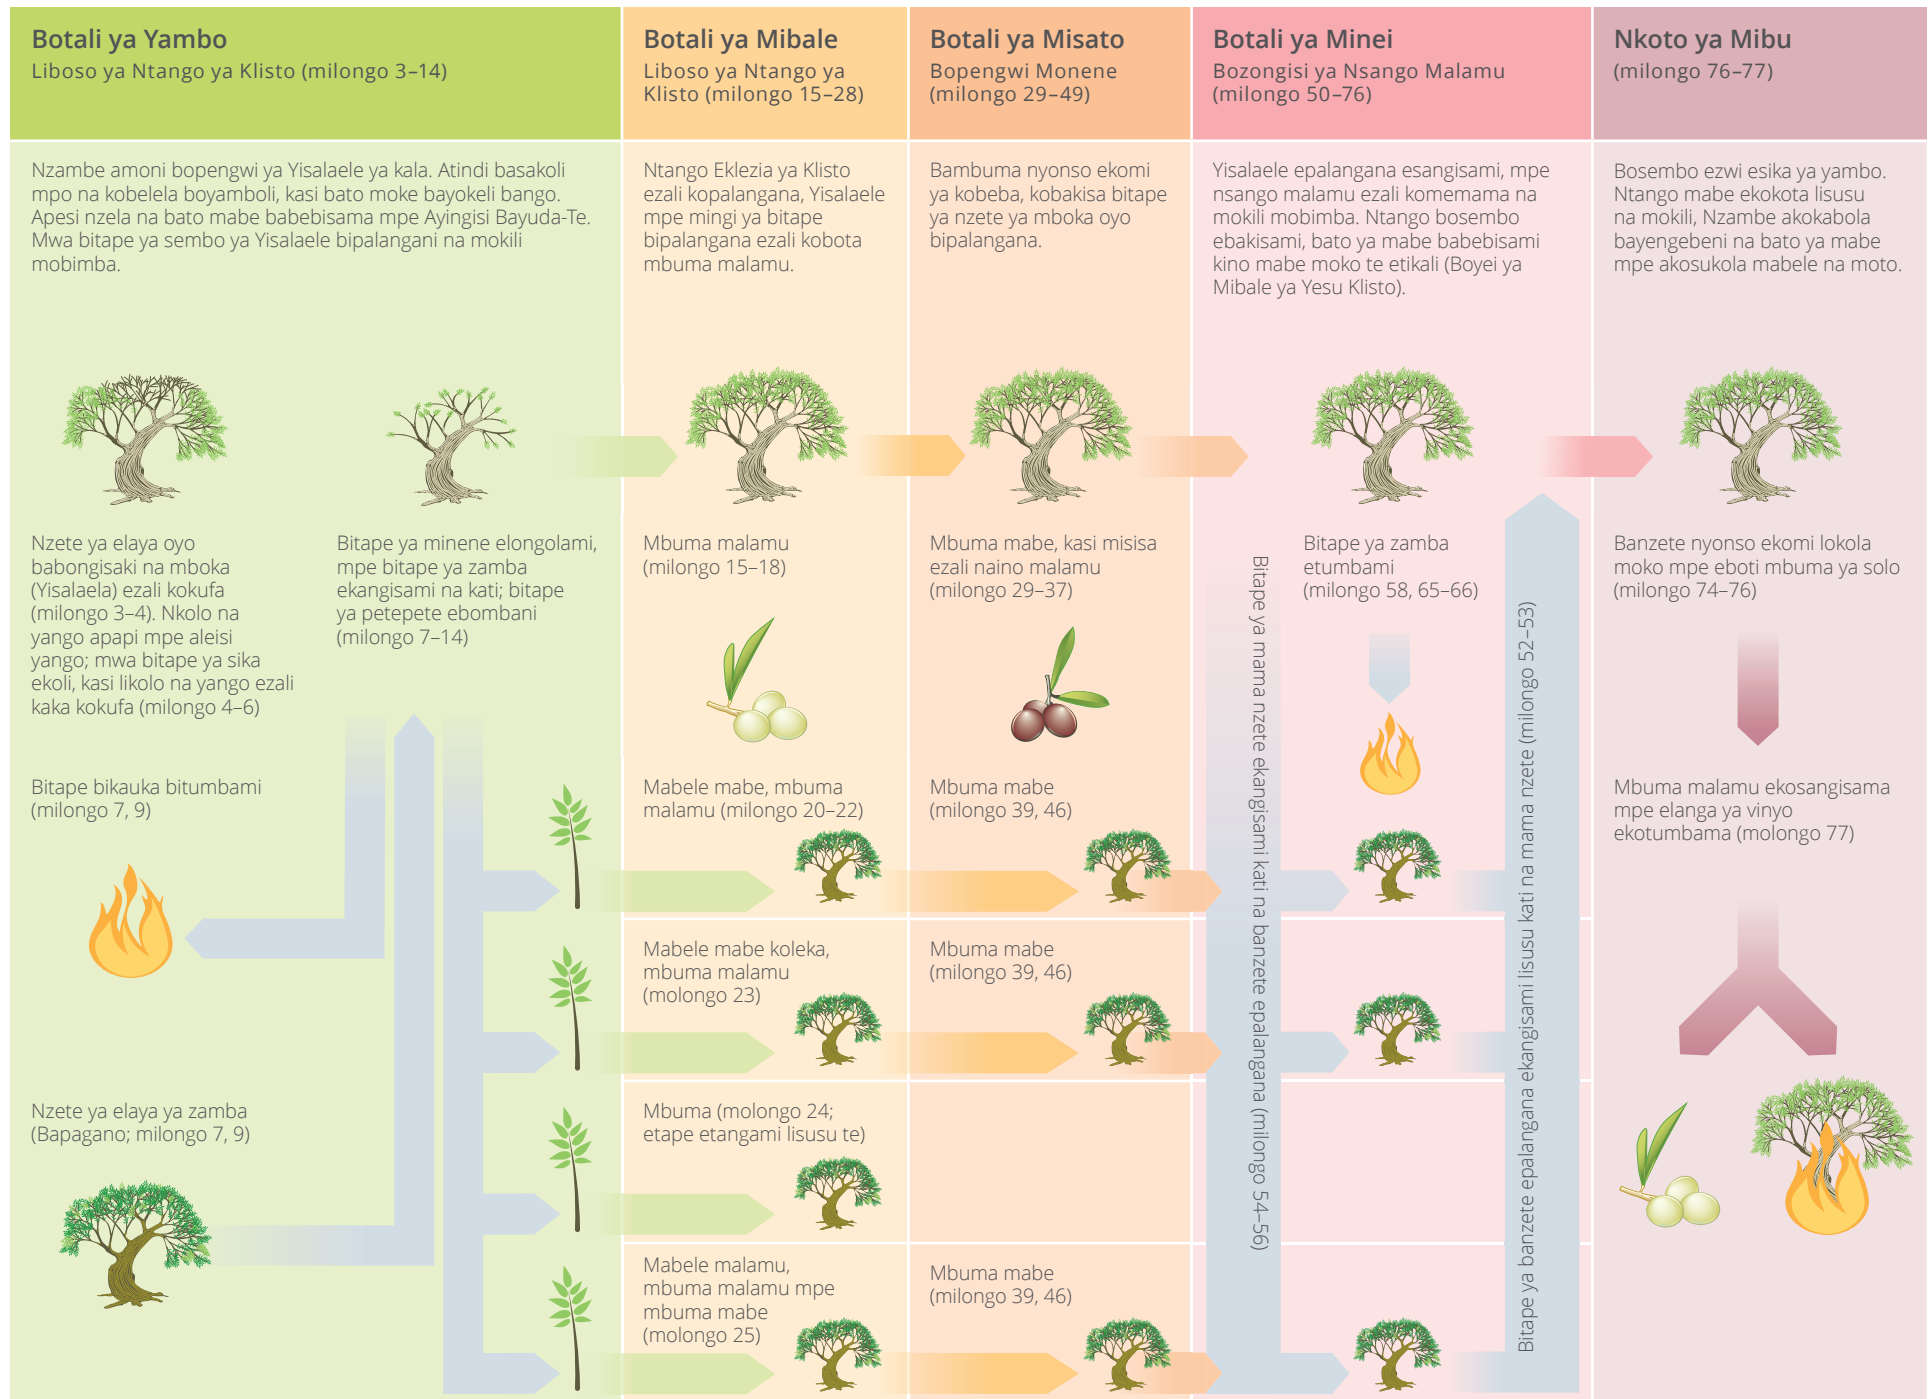 Botali ya Yambo
Liboso ya Ntango ya Klisto (milongo 3–14)
Botali ya Mibale
Liboso ya Ntango ya
Klisto (milongo 15–28)
Botali ya Misato
Bopengwi Monene
(milongo 29–49)
Botali ya Minei
Bozongisi ya Nsango Malamu
(milongo 50–76)
Nkoto ya Mibu
(milongo 76–77)
Nzambe amoni bopengwi ya Yisalaele ya kala. Atindi basakoli
mpo na kobelela boyamboli, kasi bato moke bayokeli bango.
Apesi nzela na bato mabe babebisama mpe Ayingisi Bayuda-Te.
Mwa bitape ya sembo ya Yisalaele bipalangani na mokili
mobimba.
Ntango Eklezia ya Klisto
ezali kopalangana, Yisalaele
mpe mingi ya bitape
bipalangana ezali kobota
mbuma malamu.
Bambuma nyonso ekomi
ya kobeba, kobakisa bitape
ya nzete ya mboka oyo
bipalangana.
Yisalaele epalangana esangisami, mpe
nsango malamu ezali komemama na
mokili mobimba. Ntango bosembo
ebakisami, bato ya mabe babebisami
kino mabe moko te etikali (Boyei ya
Mibale ya Yesu Klisto).
Bosembo ezwi esika ya yambo.
Ntango mabe ekokota lisusu
na mokili, Nzambe akokabola
bayengebeni na bato ya mabe
mpe akosukola mabele na moto.
Nzete ya elaya oyo
babongisaki na mboka
(Yisalaela) ezali kokufa
(milongo 3–4). Nkolo na
yango apapi mpe aleisi
yango; mwa bitape ya sika
ekoli, kasi likolo na yango ezali
kaka kokufa (milongo 4–6)
Bitape ya minene elongolami,
mpe bitape ya zamba
ekangisami na kati; bitape
ya petepete ebombani
(milongo 7–14)
Mbuma malamu
(milongo 15–18)
Mbuma mabe, kasi misisa
ezali naino malamu
(milongo 29–37)
Bitape ya mama nzete ekangisami kati na banzete epalangana (milongo 54–56)
Bitape ya zamba
etumbami
(milongo 58, 65–66)
Bitape ya banzete epalangana ekangisami lisusu kati na mama nzete (milongo 52–53)
Banzete nyonso ekomi lokola
moko mpe eboti mbuma ya solo
(milongo 74–76)
Bitape bikauka bitumbami
(milongo 7, 9)
Mabele mabe, mbuma
malamu (milongo 20–22)
Mbuma mabe
(milongo 39, 46)
Mbuma malamu ekosangisama
mpe elanga ya vinyo
ekotumbama (molongo 77)
Mabele mabe koleka,
mbuma malamu
(molongo 23)
Mbuma mabe
(milongo 39, 46)
Nzete ya elaya ya zamba
(Bapagano; milongo 7, 9)
Mbuma (molongo 24;
etape etangami lisusu te)
Mabele malamu,
mbuma malamu mpe
mbuma mabe
(molongo 25)
Mbuma mabe
(milongo 39, 46)